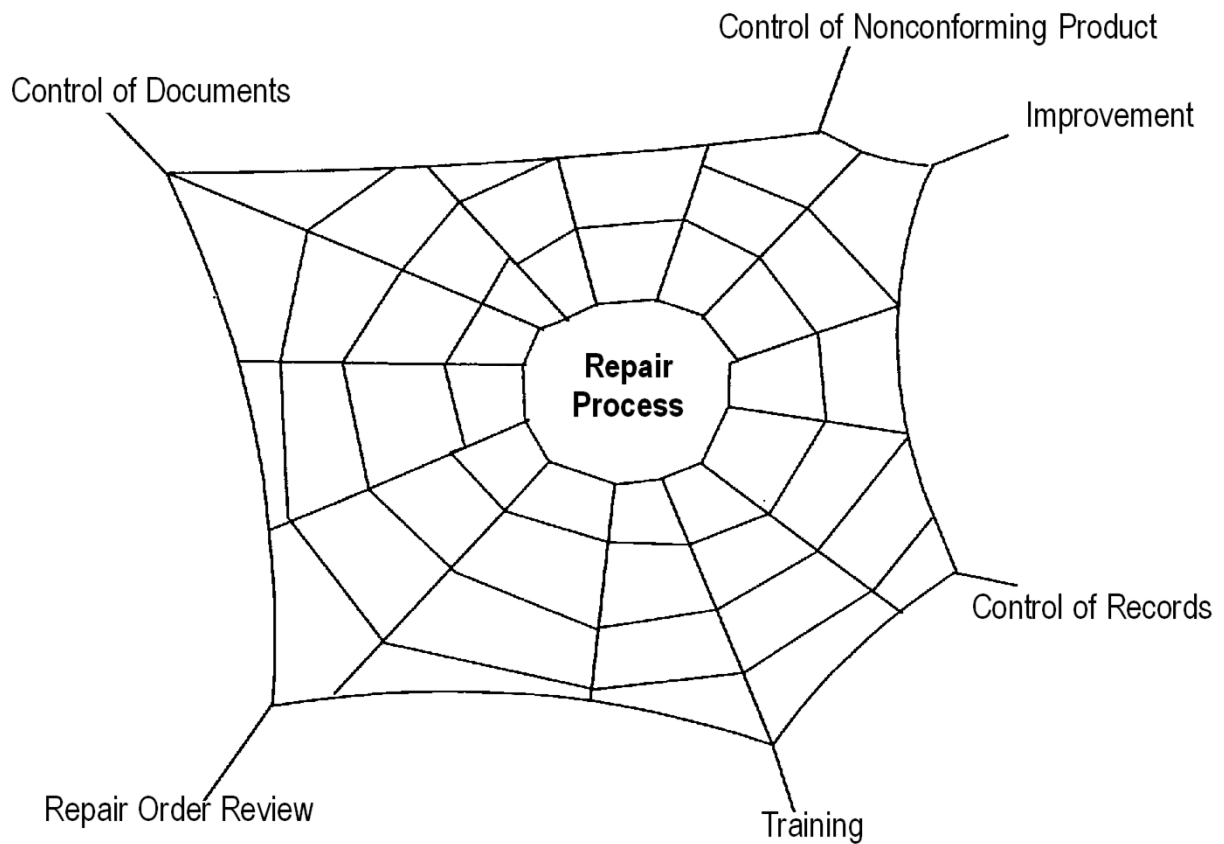 Control of Nonconforming Product
Control of Documents
Improvement
Repair
Process
Control of Records
Repair Order Review
Training